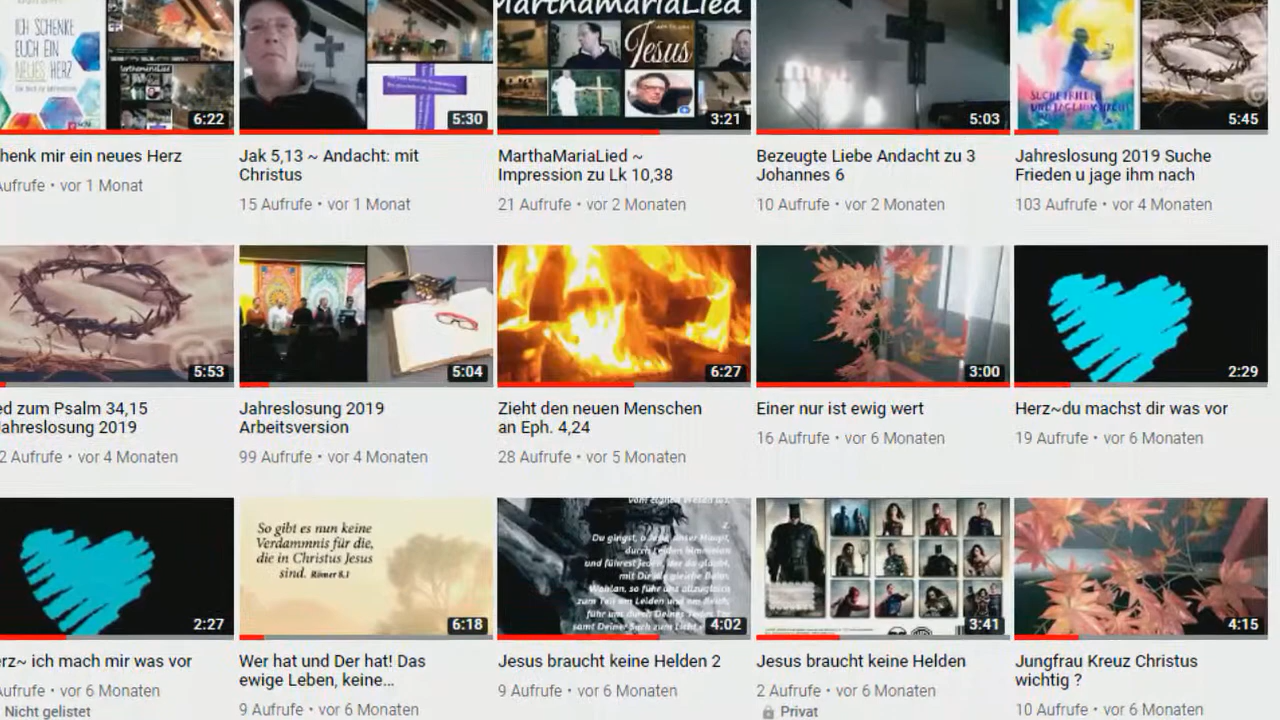 ICH SCHENKE
EUCH EIN
NEUES HERZ
6:22
5:30
MarthaMariaLied
Jesus
3:21
5:03
SUCHE FRIEDEN
5:45
henk mir ein neues Herz
Aufrufe • vor 1 Monat
Jak 5,13 ~ Andacht: mit
Christus
15 Aufrufe • vor 1 Monat
MarthaMariaLied ~
Impression zu Lk 10,38
21 Aufrufe • vor 2 Monaten
Bezeugte Liebe Andacht zu 3
Johannes 6
10 Aufrufe • vor 2 Monaten
Jahreslosung 2019 Suche
Frieden u jage ihm nach
103 Aufrufe • vor 4 Monaten
5:53
5:04
6:27
3:00
2:29
ed zum Psalm 34,15
Jahreslosung 2019
2 Aufrufe • vor 4 Monaten
Jahreslosung 2019
Arbeitsversion
99 Aufrufe • vor 4 Monaten
Zieht den neuen Menschen
an Eph. 4,24
28 Aufrufe • vor 5 Monaten
Einer nur ist ewig wert
16 Aufrufe • vor 6 Monaten
Herz~du machst dir was vor
19 Aufrufe • vor 6 Monaten
2:27
So gibt es nun keine
Verdammnis für die,
die in Christus Jesus
sind. Römer 8,1
6:18
4:02
3:41
4:15
erz~ ich mach mir was vor
Aufrufe • vor 6 Monaten
Nicht gelistet
Wer hat und Der hat! Das
ewige Leben, keine...
9 Aufrufe • vor 6 Monaten
Jesus braucht keine Helden 2
9 Aufrufe • vor 6 Monaten
Jesus braucht keine Helden
2 Aufrufe • vor 6 Monaten
Privat
Jungfrau Kreuz Christus
wichtig ?
10 Aufrufe • vor 6 Monaten